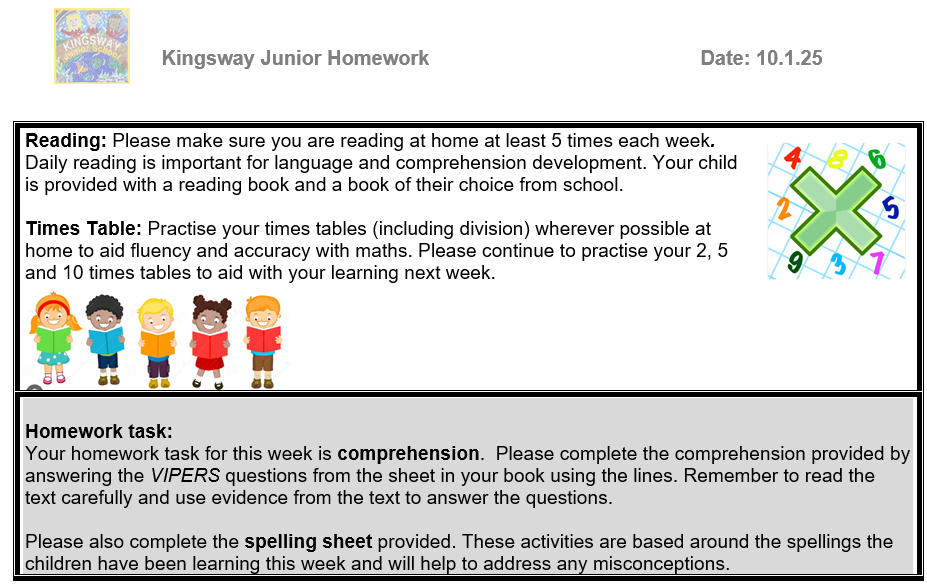 KINGSWAY
Junior School
Kingsway Junior Homework Date: 10.1.25
Reading: Please make sure you are reading at home at least 5 times each week.
Daily reading is important for language and comprehension development. Your child
is provided with a reading book and a book of their choice from school.
Times Table: Practise your times tables (including division) wherever possible at
home to aid fluency and accuracy with maths. Please continue to practise your 2, 5
and 10 times tables to aid with your learning next week.
4 8 6
2 5
9 3 7
Homework task:
Your homework task for this week is comprehension. Please complete the comprehension provided by
answering the VIPERS questions from the sheet in your book using the lines. Remember to read the
text carefully and use evidence from the text to answer the questions.
Please also complete the spelling sheet provided. These activities are based around the spellings the
children have been learning this week and will help to address any misconceptions.